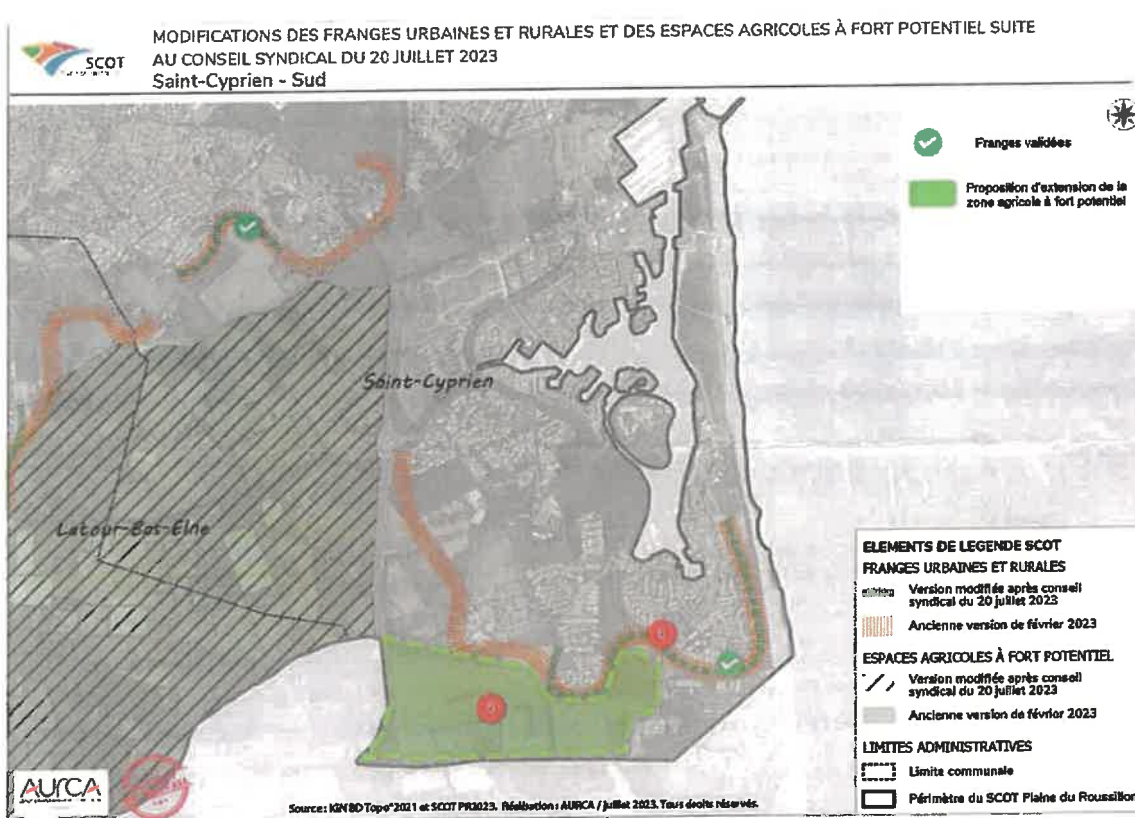 MODIFICATIONS DES FRANGES URBAINES ET RURALES ET DES ESPACES AGRICOLES À FORT POTENTIEL SUITE
AU CONSEIL SYNDICAL DU 20 JUILLET 2023
Saint-Cyprien - Sud
SCOT
Franges validées
Proposition d'extension de la
zone agricole à fort potentiel
Saint-Cyprien
Latour-Bas-Elne
ELEMENTS DE LEGENDE SCOT
FRANGES URBAINES ET RURALES
Version modifiée après conseil
syndical du 20 juillet 2023
Ancienne version de février 2023
ESPACES AGRICOLES À FORT POTENTIEL
Version modifiée après conseil
syndical du 20 juillet 2023
Ancienne version de février 2023
LIMITES ADMINISTRATIVES
Limite communale
Périmètre du SCOT Plaine du Roussillon
AURCA
Source: IGN BD Topo®2021 et SCOT PR2023. Réalisation: AURCA / juillet 2023. Tous droits réservés.